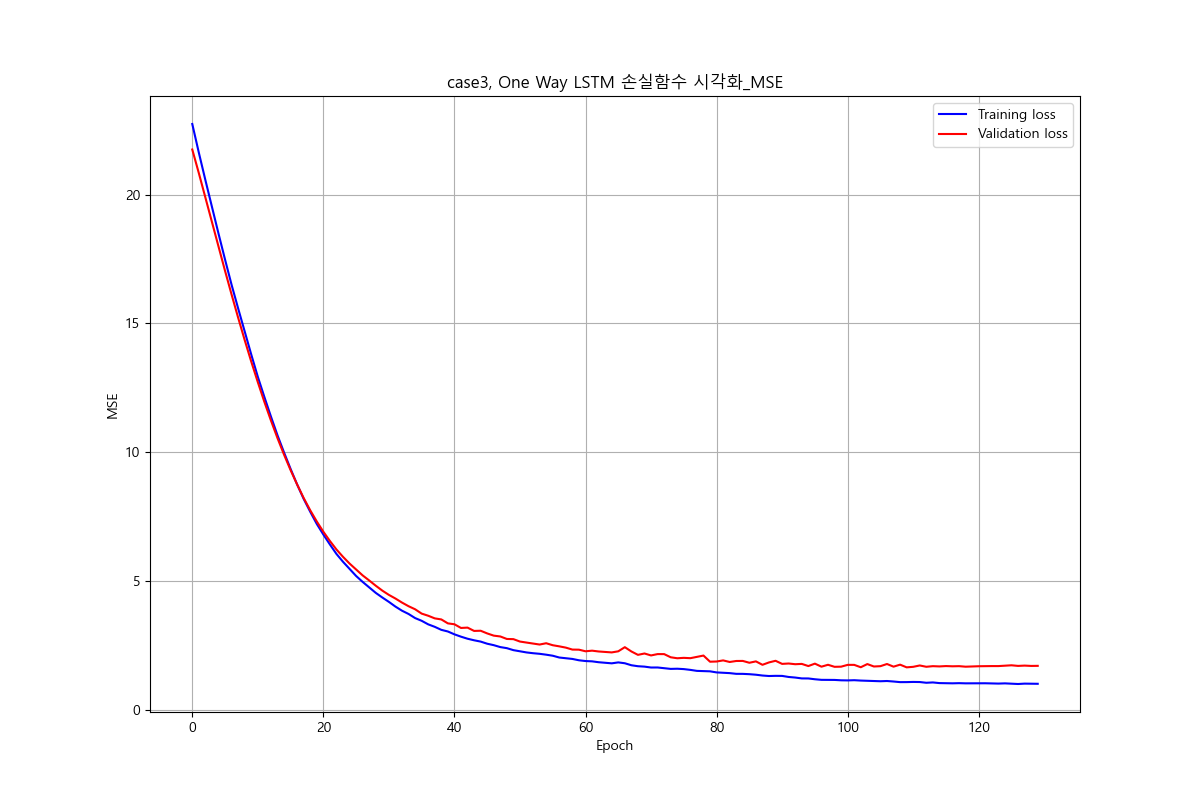 case3, One Way LSTM 손실함수 시각화_MSE
Training loss
Validation loss
20
15
10
5
0
MSE
0 20 40 60 80 100 120
Epoch